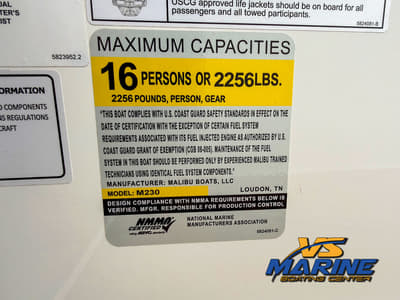 USCG approved life jackets should be on board for all
passengers and all towed participants.
5824081-B
5823952.2
MAXIMUM CAPACITIES
16 PERSONS OR 2256LBS.
2256 POUNDS, PERSON, GEAR
"THIS BOAT COMPLIES WITH U.S. COAST GUARD SAFETY STANDARDS IN EFFECT ON THE
DATE OF CERTIFICATION WITH THE EXCEPTION OF CERTAIN FUEL SYSTEM
REQUIREMENTS ASSOCIATED WITH ITS FUEL INJECTED ENGINE AS AUTHORIZED BY U.S.
COAST GUARD GRANT OF EXEMPTION (CGB 06-005). MAINTENANCE OF THE FUEL
SYSTEM IN THIS BOAT SHOULD BE PERFORMED ONLY BY EXPERIENCED MALIBU TRAINED
TECHNICIANS USING IDENTICAL FUEL SYSTEM COMPONENTS."
MANUFACTURER: MALIBU BOATS, LLC
MODEL: M230 LOUDON, TN
DESIGN COMPLIANCE WITH NMMA REQUIREMENTS BELOW IS
VERIFIED. MFGR. RESPONSIBLE FOR PRODUCTION CONTROL
NMMA
CERTIFIED
NATIONAL MARINE
MANUFACTURERS ASSOCIATION
D COMPONENTS
NS REGULATIONS
CRAFT
VS
MARINE
BOATING CENTER